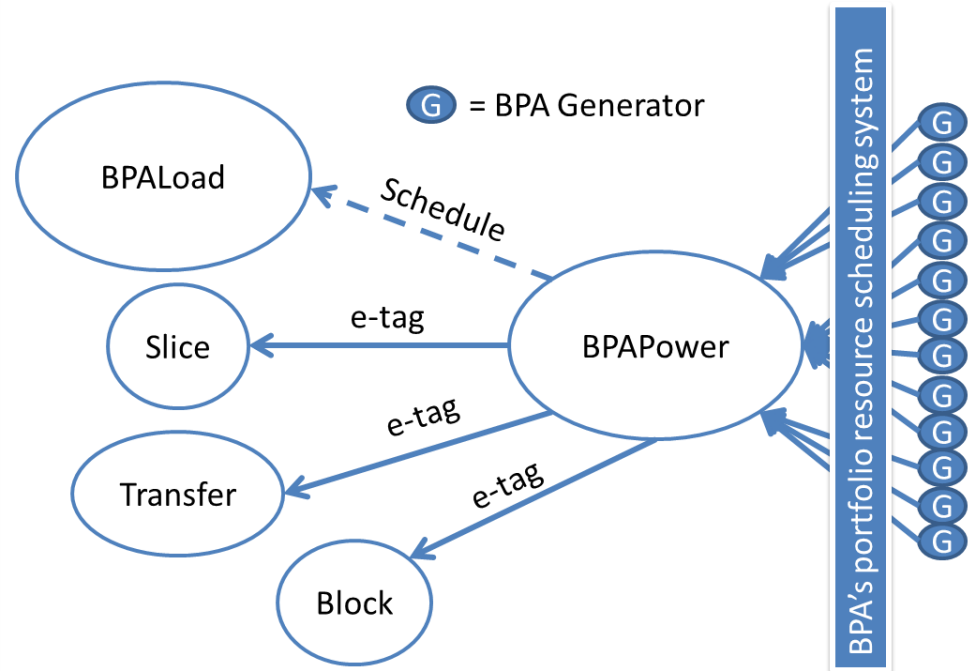 G = BPA Generator
BPALoad
Schedule
e-tag
Slice
BPAPower
e-tag
Transfer
e-tag
Block
BPA's portfolio resource scheduling system
G
G
G
G
G
G
G
G
G
G
G
G